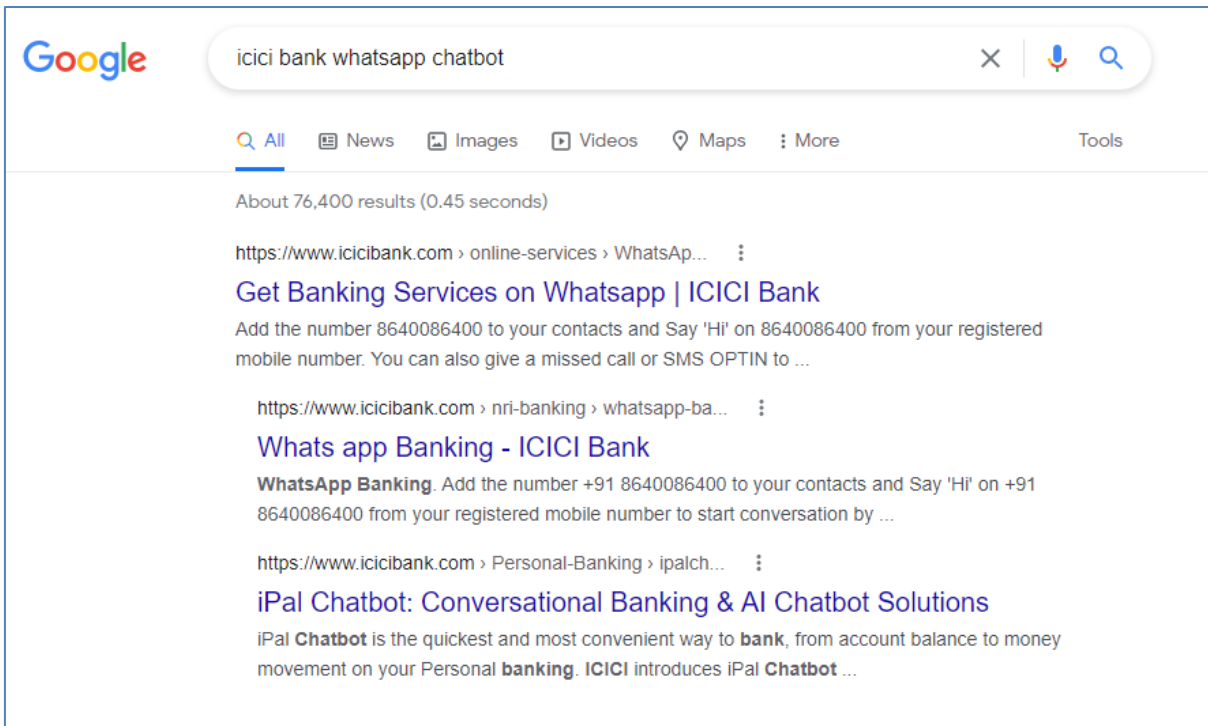 Google
icici bank whatsapp chatbot
All News Images Videos Maps More Tools
About 76,400 results (0.45 seconds)
https://www.icicibank.com › online-services › WhatsAp...
Get Banking Services on Whatsapp | ICICI Bank
Add the number 8640086400 to your contacts and Say 'Hi' on 8640086400 from your registered
mobile number. You can also give a missed call or SMS OPTIN to ...
https://www.icicibank.com › nri-banking › whatsapp-ba...
Whats app Banking - ICICI Bank
WhatsApp Banking. Add the number +91 8640086400 to your contacts and Say 'Hi' on +91
8640086400 from your registered mobile number to start conversation by ...
https://www.icicibank.com › Personal-Banking › ipalch...
iPal Chatbot: Conversational Banking & AI Chatbot Solutions
iPal Chatbot is the quickest and most convenient way to bank, from account balance to money
movement on your Personal banking. ICICI introduces iPal Chatbot ...